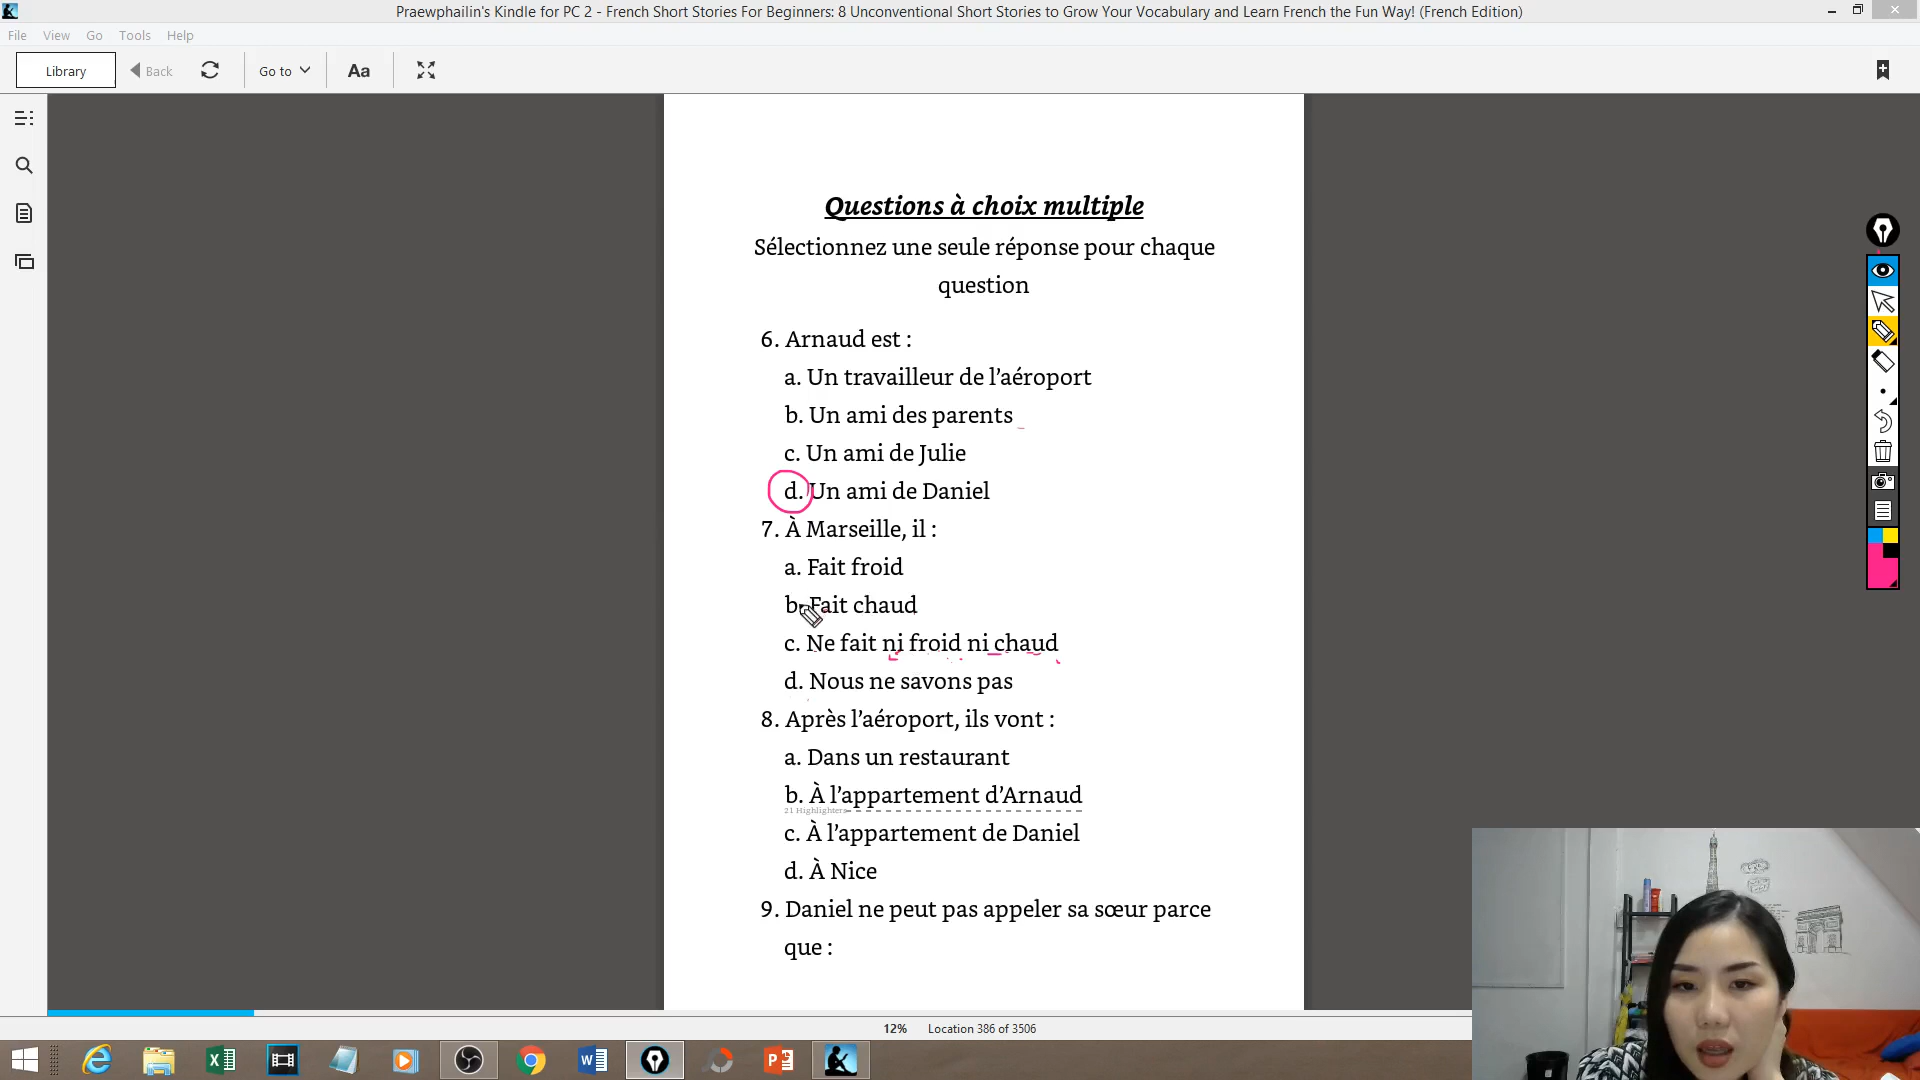 Praewphailin's Kindle for PC 2 - French Short Stories For Beginners: 8 Unconventional Short Stories to Grow Your Vocabulary and Learn French the Fun Way! (French Edition)
File View Go Tools Help
Library Back Go to Aa
Questions à choix multiple
Sélectionnez une seule réponse pour chaque
question
6. Arnaud est :
a. Un travailleur de l’aéroport
b. Un ami des parents
c. Un ami de Julie
d. Un ami de Daniel
7. À Marseille, il :
a. Fait froid
b. Fait chaud
c. Ne fait ni froid ni chaud
d. Nous ne savons pas
8. Après l’aéroport, ils vont :
a. Dans un restaurant
b. À l’appartement d’Arnaud
21 Highlighters
c. À l’appartement de Daniel
d. À Nice
9. Daniel ne peut pas appeler sa sœur parce
que :
12% Location 386 of 3506